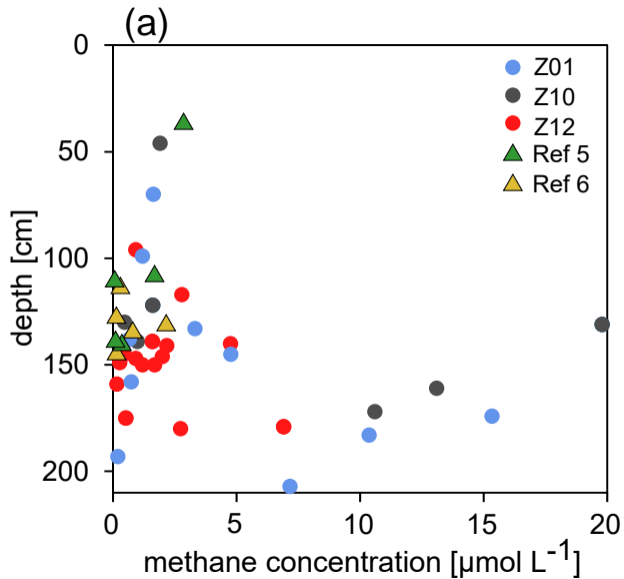 (a)
0
50
100
150
200
depth [cm]
Z01
Z10
Z12
Ref 5
Ref 6
0 5 10 15 20
methane concentration [µmol L-1]